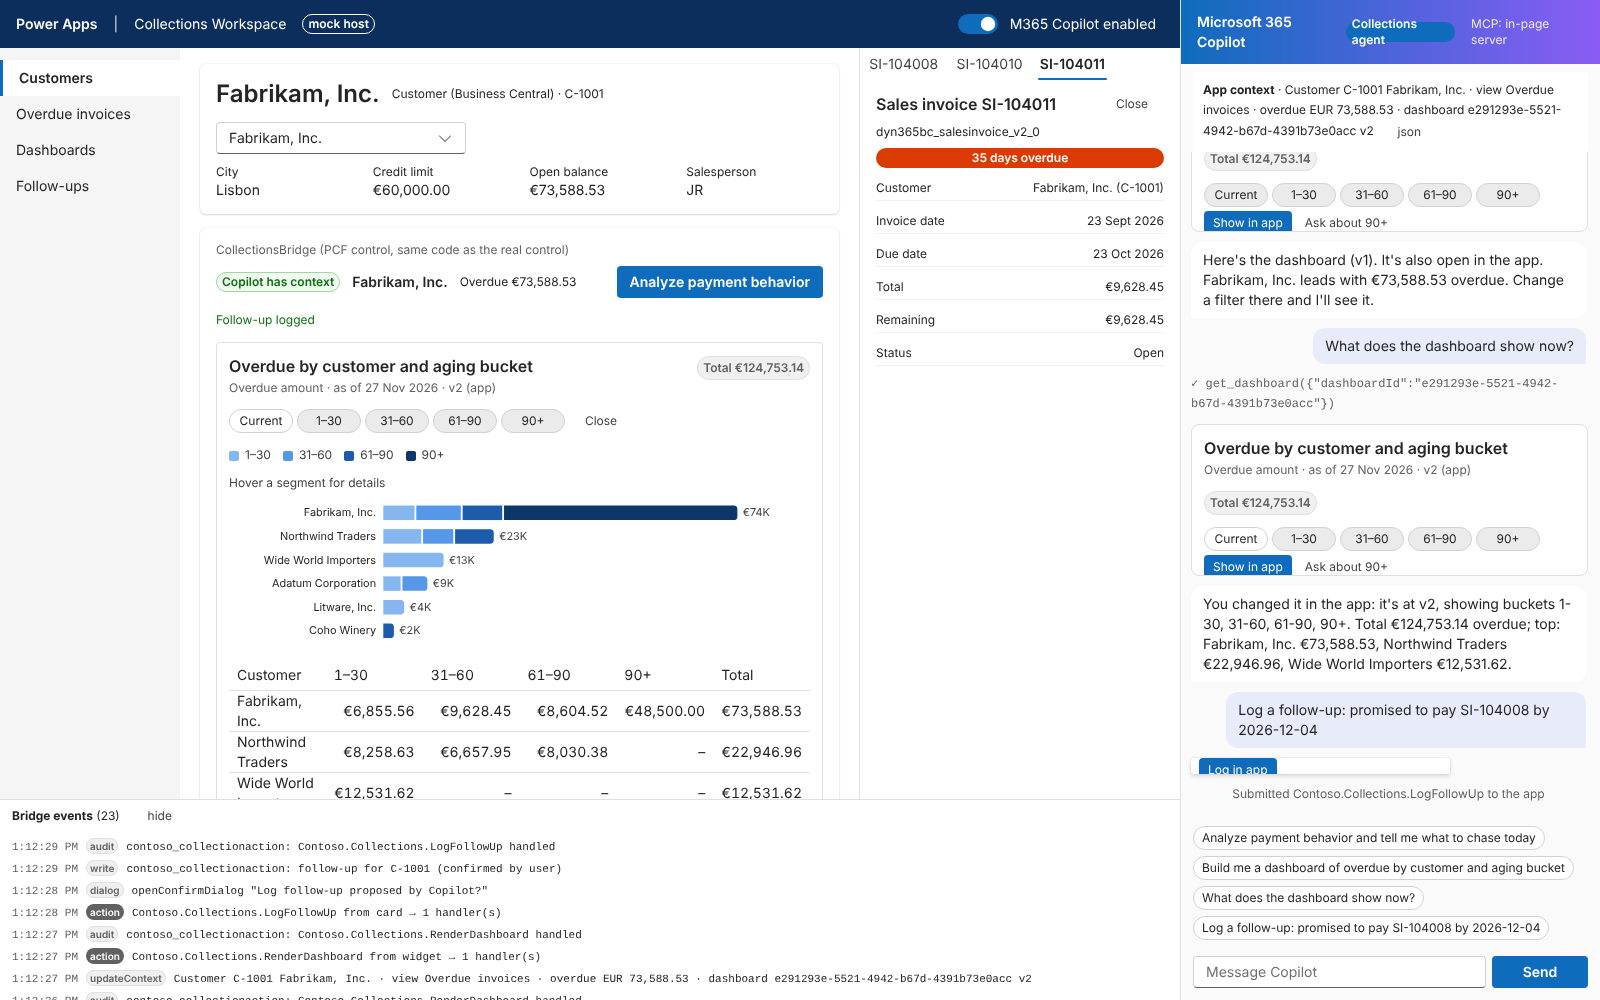 Power Apps | Collections Workspace mock host
M365 Copilot enabled
Customers
Overdue invoices
Dashboards
Follow-ups
Fabrikam, Inc. Customer (Business Central) · C-1001
Fabrikam, Inc.
City Credit limit Open balance Salesperson
Lisbon €60,000.00 €73,588.53 JR
CollectionsBridge (PCF control, same code as the real control)
Copilot has context Fabrikam, Inc. Overdue €73,588.53 Analyze payment behavior
Follow-up logged
Overdue by customer and aging bucket Total €124,753.14
Overdue amount · as of 27 Nov 2026 · v2 (app)
Current 1–30 31–60 61–90 90+ Close
1–30 31–60 61–90 90+
Hover a segment for details
Fabrikam, Inc. €74K
Northwind Traders €23K
Wide World Importers €13K
Adatum Corporation €9K
Litware, Inc. €4K
Coho Winery €2K
Customer 1–30 31–60 61–90 90+ Total
Fabrikam, Inc. €6,855.56 €9,628.45 €8,604.52 €48,500.00 €73,588.53
Northwind Traders €8,258.63 €6,657.95 €8,030.38 – €22,946.96
Wide World €12,531.62 – – – €12,531.62
SI-104008 SI-104010 SI-104011
Sales invoice SI-104011 Close
dyn365bc_salesinvoice_v2_0
35 days overdue
Customer Fabrikam, Inc. (C-1001)
Invoice date 23 Sept 2026
Due date 23 Oct 2026
Total €9,628.45
Remaining €9,628.45
Status Open
Bridge events (23) hide
1:12:29 PM audit contoso_collectionaction: Contoso.Collections.LogFollowUp handled
1:12:29 PM write contoso_collectionaction: follow-up for C-1001 (confirmed by user)
1:12:28 PM dialog openConfirmDialog "Log follow-up proposed by Copilot?"
1:12:28 PM action Contoso.Collections.LogFollowUp from card → 1 handler(s)
1:12:27 PM audit contoso_collectionaction: Contoso.Collections.RenderDashboard handled
1:12:27 PM action Contoso.Collections.RenderDashboard from widget → 1 handler(s)
1:12:27 PM updateContext Customer C-1001 Fabrikam, Inc. · view Overdue invoices · overdue EUR 73,588.53 · dashboard e291293e-5521-4942-b67d-4391b73e0acc v2
1:12:26 PM audit contoso_collectionaction: Contoso.Collections.RenderDashboard handled
Microsoft 365 Copilot
Collections agent
MCP: in-page server
App context · Customer C-1001 Fabrikam, Inc. · view Overdue
invoices · overdue EUR 73,588.53 · dashboard e291293e-5521-
4942-b67d-4391b73e0acc v2 json
Total €124,753.14
Current 1–30 31–60 61–90 90+
Show in app Ask about 90+
Here's the dashboard (v1). It's also open in the app.
Fabrikam, Inc. leads with €73,588.53 overdue. Change
a filter there and I'll see it.
What does the dashboard show now?
✓ get_dashboard({"dashboardId":"e291293e-5521-4942-
b67d-4391b73e0acc"})
Overdue by customer and aging bucket
Overdue amount · as of 27 Nov 2026 · v2 (app)
Total €124,753.14
Current 1–30 31–60 61–90 90+
Show in app Ask about 90+
You changed it in the app: it's at v2, showing buckets 1-
30, 31-60, 61-90, 90+. Total €124,753.14 overdue; top:
Fabrikam, Inc. €73,588.53, Northwind Traders
€22,946.96, Wide World Importers €12,531.62.
Log a follow-up: promised to pay SI-104008 by
2026-12-04
Log in app
Submitted Contoso.Collections.LogFollowUp to the app
Analyze payment behavior and tell me what to chase today
Build me a dashboard of overdue by customer and aging bucket
What does the dashboard show now?
Log a follow-up: promised to pay SI-104008 by 2026-12-04
Message Copilot Send